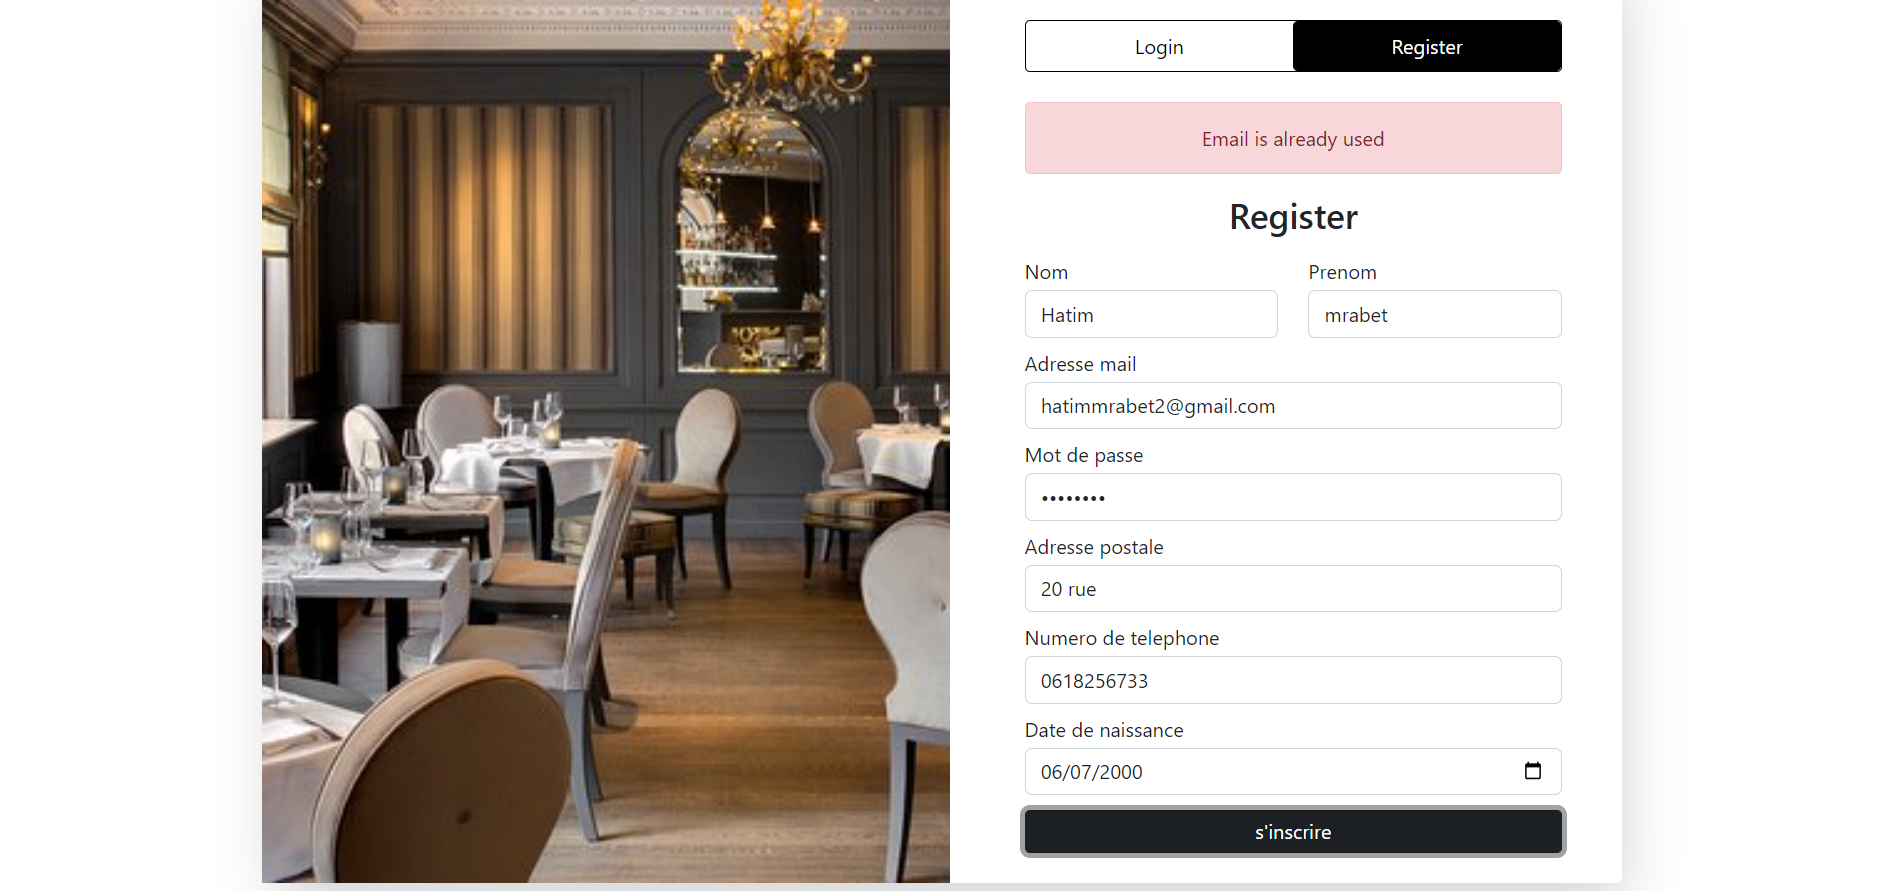 Login
Register
Email is already used
Register
Nom
Prenom
Hatim
mrabet
Adresse mail
hatimmrabet2@gmail.com
Mot de passe
••••••••
Adresse postale
20 rue
Numero de telephone
0618256733
Date de naissance
06/07/2000
s'inscrire